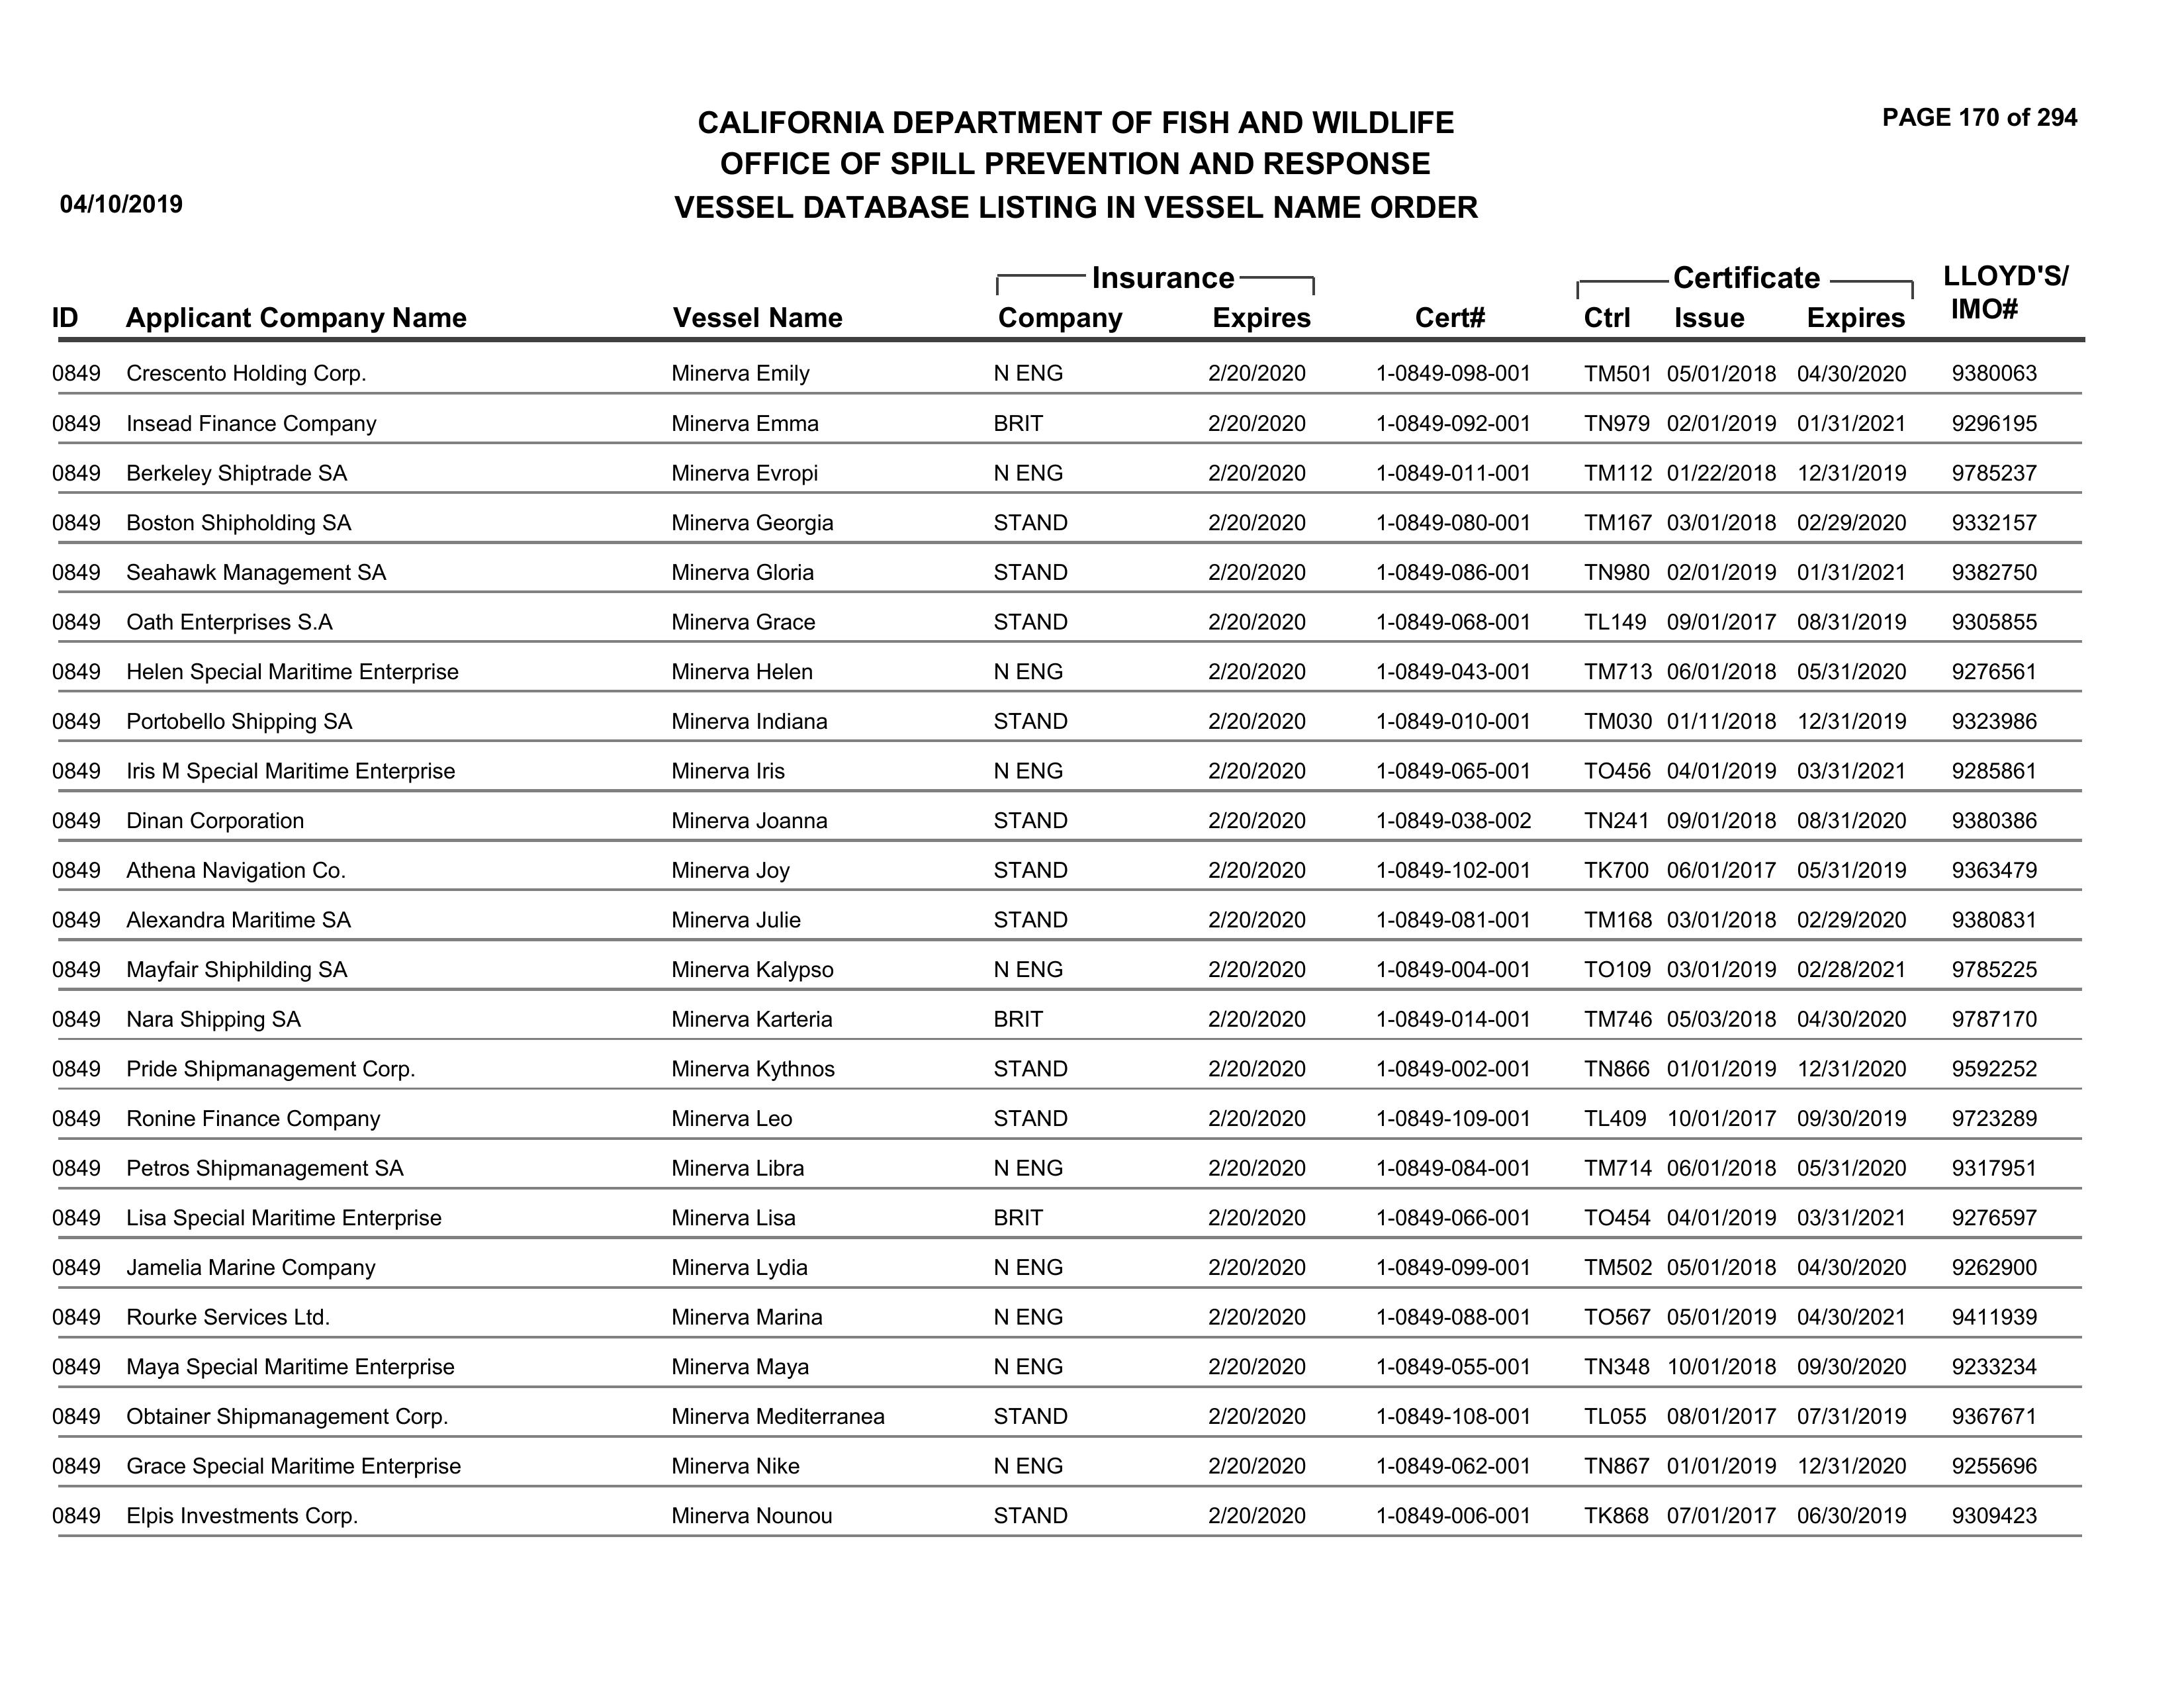 PAGE 170 of 294
CALIFORNIA DEPARTMENT OF FISH AND WILDLIFE
OFFICE OF SPILL PREVENTION AND RESPONSE
04/10/2019 VESSEL DATABASE LISTING IN VESSEL NAME ORDER
Insurance Certificate LLOYD'S/
ID Applicant Company Name Vessel Name Company Expires Cert# Ctrl Issue Expires IMO#
0849 Crescento Holding Corp. Minerva Emily N ENG 2/20/2020 1-0849-098-001 TM501 05/01/2018 04/30/2020 9380063
0849 Insead Finance Company Minerva Emma BRIT 2/20/2020 1-0849-092-001 TN979 02/01/2019 01/31/2021 9296195
0849 Berkeley Shiptrade SA Minerva Evropi N ENG 2/20/2020 1-0849-011-001 TM112 01/22/2018 12/31/2019 9785237
0849 Boston Shipholding SA Minerva Georgia STAND 2/20/2020 1-0849-080-001 TM167 03/01/2018 02/29/2020 9332157
0849 Seahawk Management SA Minerva Gloria STAND 2/20/2020 1-0849-086-001 TN980 02/01/2019 01/31/2021 9382750
0849 Oath Enterprises S.A Minerva Grace STAND 2/20/2020 1-0849-068-001 TL149 09/01/2017 08/31/2019 9305855
0849 Helen Special Maritime Enterprise Minerva Helen N ENG 2/20/2020 1-0849-043-001 TM713 06/01/2018 05/31/2020 9276561
0849 Portobello Shipping SA Minerva Indiana STAND 2/20/2020 1-0849-010-001 TM030 01/11/2018 12/31/2019 9323986
0849 Iris M Special Maritime Enterprise Minerva Iris N ENG 2/20/2020 1-0849-065-001 TO456 04/01/2019 03/31/2021 9285861
0849 Dinan Corporation Minerva Joanna STAND 2/20/2020 1-0849-038-002 TN241 09/01/2018 08/31/2020 9380386
0849 Athena Navigation Co. Minerva Joy STAND 2/20/2020 1-0849-102-001 TK700 06/01/2017 05/31/2019 9363479
0849 Alexandra Maritime SA Minerva Julie STAND 2/20/2020 1-0849-081-001 TM168 03/01/2018 02/29/2020 9380831
0849 Mayfair Shiphilding SA Minerva Kalypso N ENG 2/20/2020 1-0849-004-001 TO109 03/01/2019 02/28/2021 9785225
0849 Nara Shipping SA Minerva Karteria BRIT 2/20/2020 1-0849-014-001 TM746 05/03/2018 04/30/2020 9787170
0849 Pride Shipmanagement Corp. Minerva Kythnos STAND 2/20/2020 1-0849-002-001 TN866 01/01/2019 12/31/2020 9592252
0849 Ronine Finance Company Minerva Leo STAND 2/20/2020 1-0849-109-001 TL409 10/01/2017 09/30/2019 9723289
0849 Petros Shipmanagement SA Minerva Libra N ENG 2/20/2020 1-0849-084-001 TM714 06/01/2018 05/31/2020 9317951
0849 Lisa Special Maritime Enterprise Minerva Lisa BRIT 2/20/2020 1-0849-066-001 TO454 04/01/2019 03/31/2021 9276597
0849 Jamelia Marine Company Minerva Lydia N ENG 2/20/2020 1-0849-099-001 TM502 05/01/2018 04/30/2020 9262900
0849 Rourke Services Ltd. Minerva Marina N ENG 2/20/2020 1-0849-088-001 TO567 05/01/2019 04/30/2021 9411939
0849 Maya Special Maritime Enterprise Minerva Maya N ENG 2/20/2020 1-0849-055-001 TN348 10/01/2018 09/30/2020 9233234
0849 Obtainer Shipmanagement Corp. Minerva Mediterranea STAND 2/20/2020 1-0849-108-001 TL055 08/01/2017 07/31/2019 9367671
0849 Grace Special Maritime Enterprise Minerva Nike N ENG 2/20/2020 1-0849-062-001 TN867 01/01/2019 12/31/2020 9255696
0849 Elpis Investments Corp. Minerva Nounou STAND 2/20/2020 1-0849-006-001 TK868 07/01/2017 06/30/2019 9309423